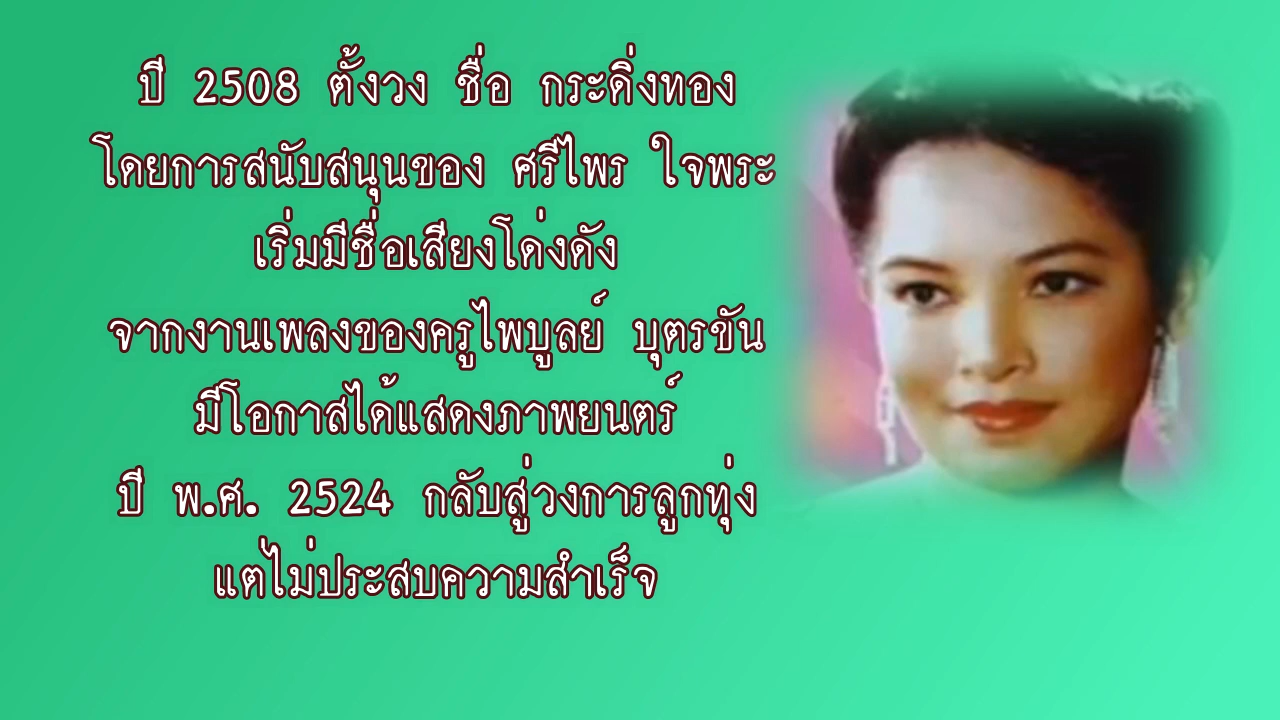 ปี 2508 ตั้งวง ชื่อ กระดิ่งทอง
โดยการสนับสนุนของ ศรีไพร ใจพระ
เริ่มมีชื่อเสียงโด่งดัง
จากงานเพลงของครูไพบูลย์ บุตรขัน
มีโอกาสได้แสดงภาพยนตร์
ปี พ.ศ. 2524 กลับสู่วงการลูกทุ่ง
แต่ไม่ประสบความสำเร็จ